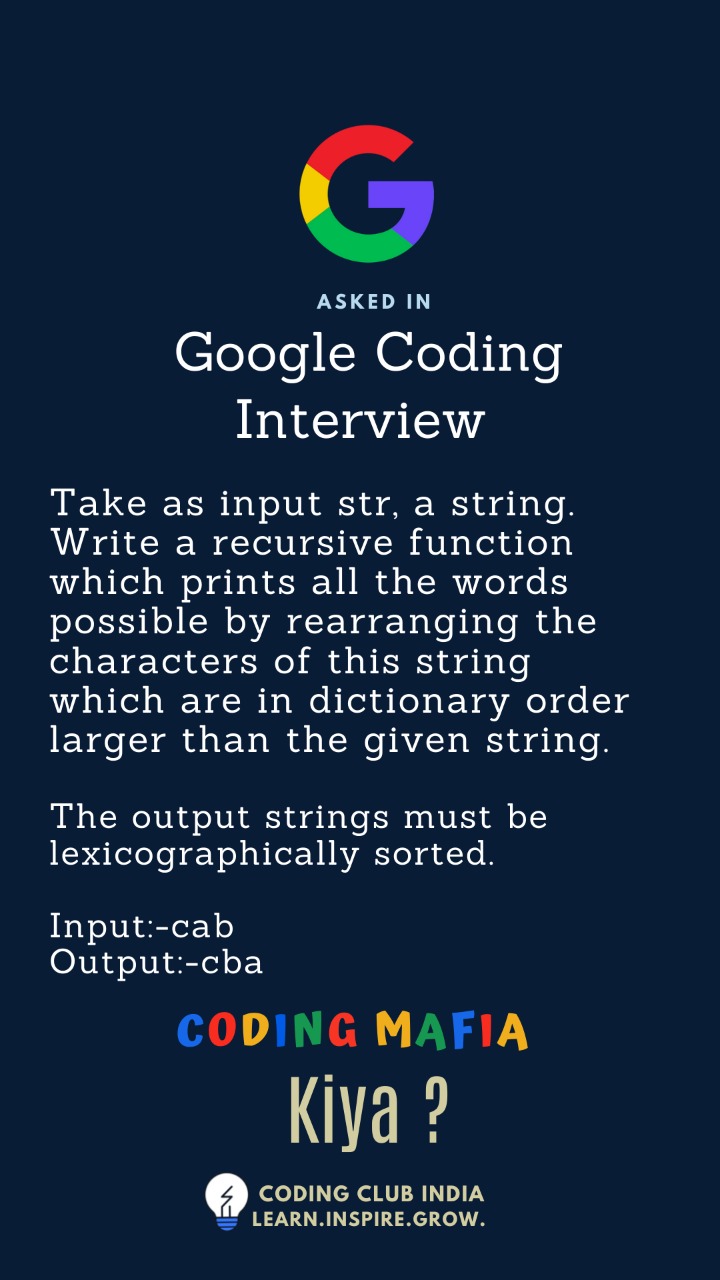 ASKED IN
Google Coding
Interview
Take as input str, a string.
Write a recursive function
which prints all the words
possible by rearranging the
characters of this string
which are in dictionary order
larger than the given string.
The output strings must be
lexicographically sorted.
Input:-cab
Output:-cba
CODING MAFIA
Kiya ?
CODING CLUB INDIA
LEARN.INSPIRE.GROW.